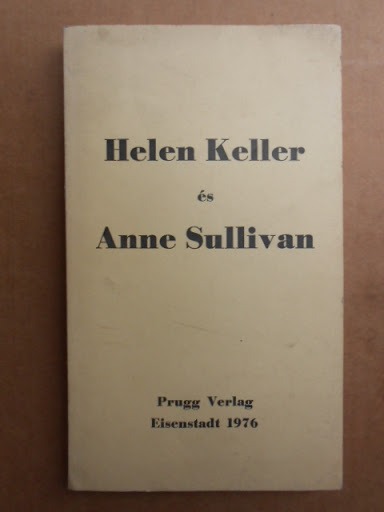 Helen Keller
és
Anne Sullivan
Prugg Verlag
Eisenstadt 1976